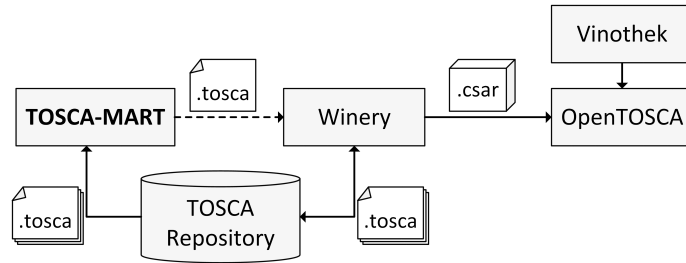 Vinothek
.tosca
.csar
TOSCA-MART
Winery
OpenTOSCA
.tosca
TOSCA
Repository
.tosca